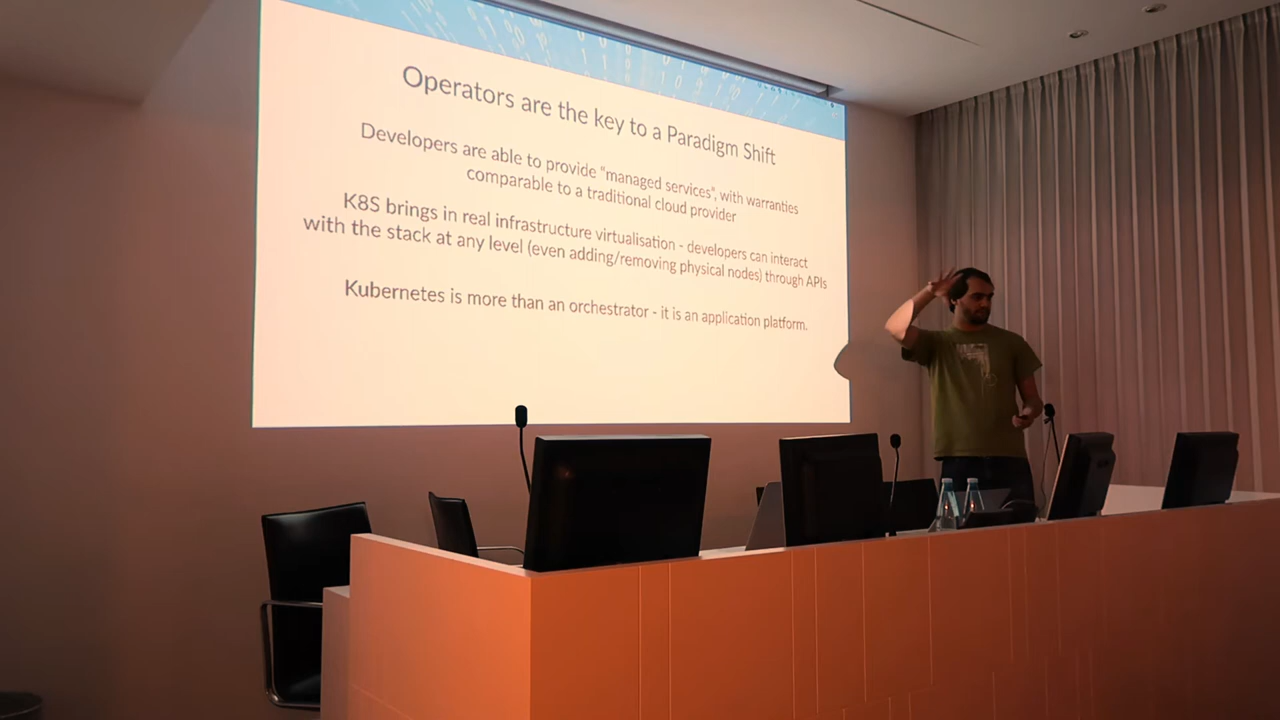 Operators are the key to a Paradigm Shift
Developers are able to provide "managed services", with warranties
comparable to a traditional cloud provider
K8S brings in real infrastructure virtualisation - developers can interact
with the stack at any level (even adding/removing physical nodes) through APIs
Kubernetes is more than an orchestrator - it is an application platform.